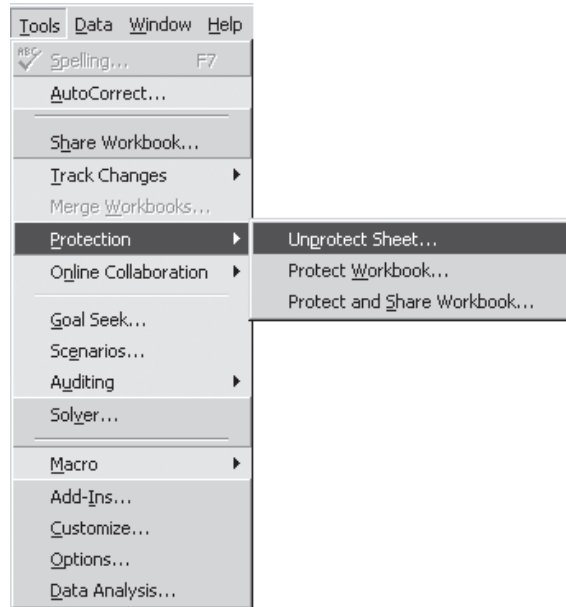 Tools Data Window Help
ABC Spelling... F7
AutoCorrect...
Share Workbook...
Track Changes
Merge Workbooks...
Protection
Online Collaboration
Goal Seek...
Scenarios...
Auditing
Solver...
Macro
Add-Ins...
Customize...
Options...
Data Analysis...
Unprotect Sheet...
Protect Workbook...
Protect and Share Workbook...